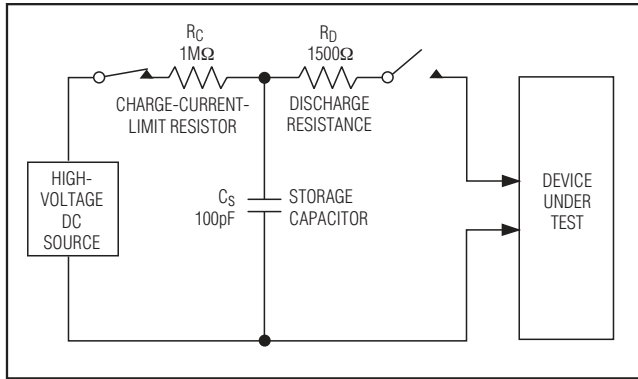 RC
1MΩ
CHARGE-CURRENT-
LIMIT RESISTOR
RD
1500Ω
DISCHARGE
RESISTANCE
HIGH-
VOLTAGE
DC
SOURCE
CS
100pF
STORAGE
CAPACITOR
DEVICE
UNDER
TEST